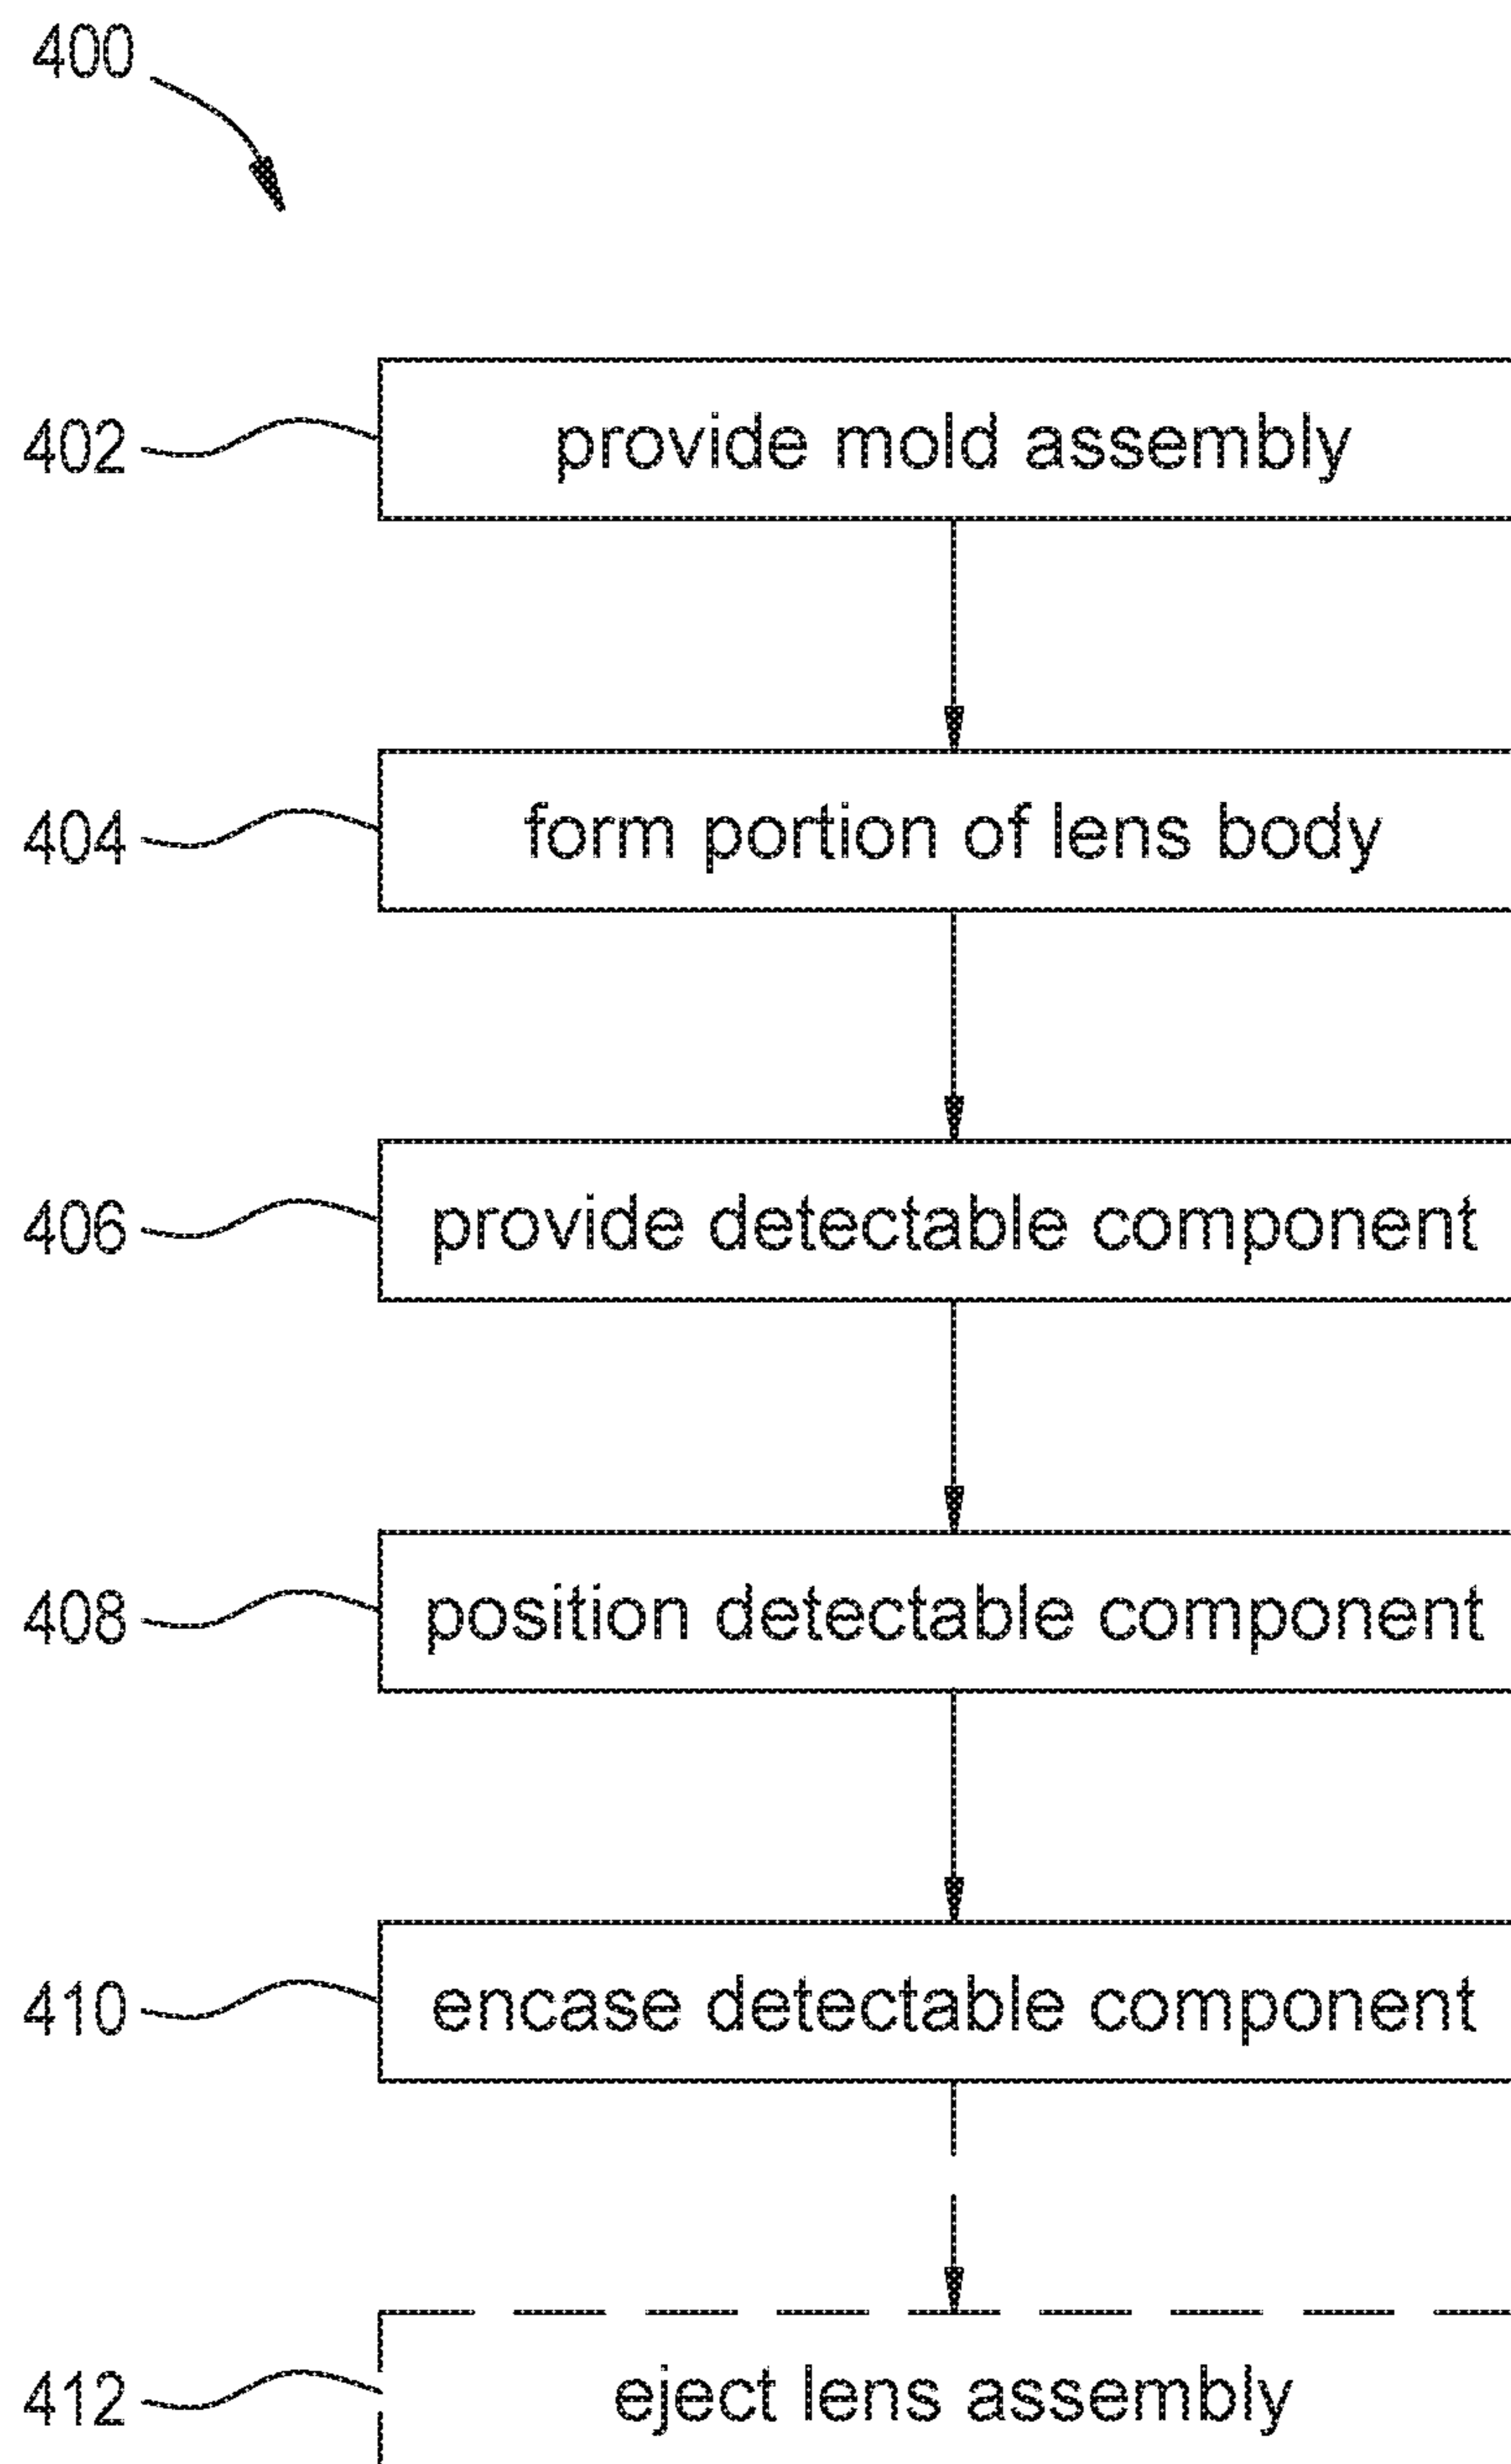 400
402 provide mold assembly
404 form portion of lens body
406 provide detectable component
408 position detectable component
410 encase detectable component
412 eject lens assembly